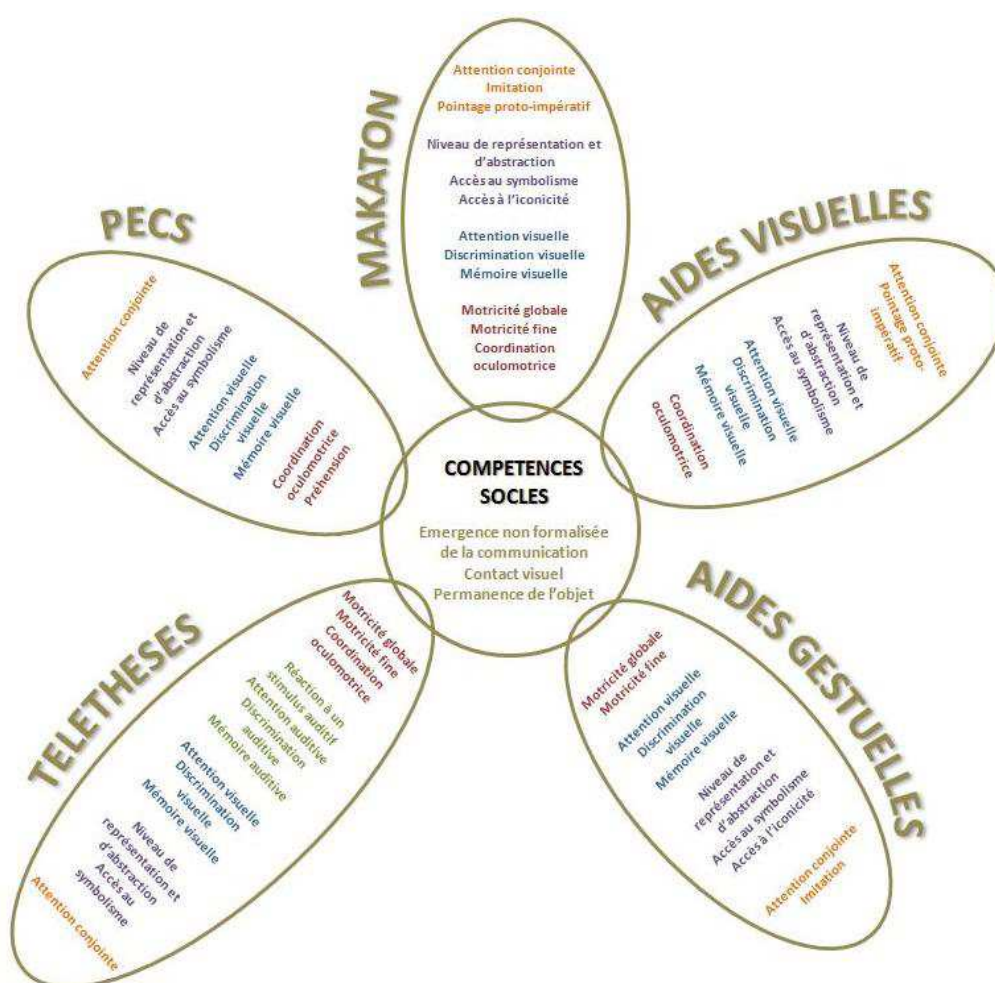 MAKATON
Attention conjointe
Imitation
Pointage proto-impératif
Niveau de représentation et
d'abstraction
Accès au symbolisme
Accès à l'iconicité
Attention visuelle
Discrimination visuelle
Mémoire visuelle
Motricité globale
Motricité fine
Coordination
oculomotrice
PECS
Attention conjointe
Niveau de
représentation et
d'abstraction
Accès au symbolisme
Attention visuelle
Discrimination
visuelle
Mémoire visuelle
Coordination
oculomotrice
Préhension
AIDES VISUELLES
Attention conjointe
Pointage proto-
impératif
Niveau de
représentation et
d'abstraction
Accès au symbolisme
Attention visuelle
Discrimination
visuelle
Mémoire visuelle
Coordination
oculomotrice
COMPETENCES
SOCLES
Emergence non formalisée
de la communication
Contact visuel
Permanence de l'objet
TELETHESES
Motricité globale
Motricité fine
Coordination
oculomotrice
Réaction à un
stimulus auditif
Attention auditive
Discrimination
auditive
Mémoire auditive
Attention visuelle
Discrimination
visuelle
Mémoire visuelle
Niveau de
représentation et
d'abstraction
Accès au
symbolisme
Attention conjointe
AIDES GESTUELLES
Motricité globale
Motricité fine
Attention visuelle
Discrimination
visuelle
Mémoire visuelle
Niveau de
représentation et
d'abstraction
Accès au symbolisme
Accès à l'iconicité
Attention conjointe
Imitation